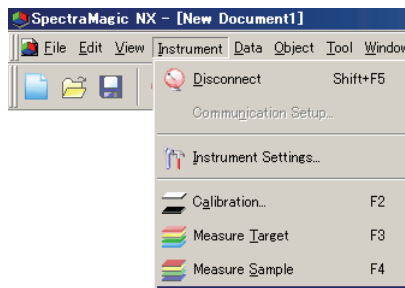 SpectraMagic NX - [New Document1]
File Edit View Instrument Data Object Tool Window
Disconnect Shift+F5
Communication Setup...
Instrument Settings...
Calibration... F2
Measure Target F3
Measure Sample F4